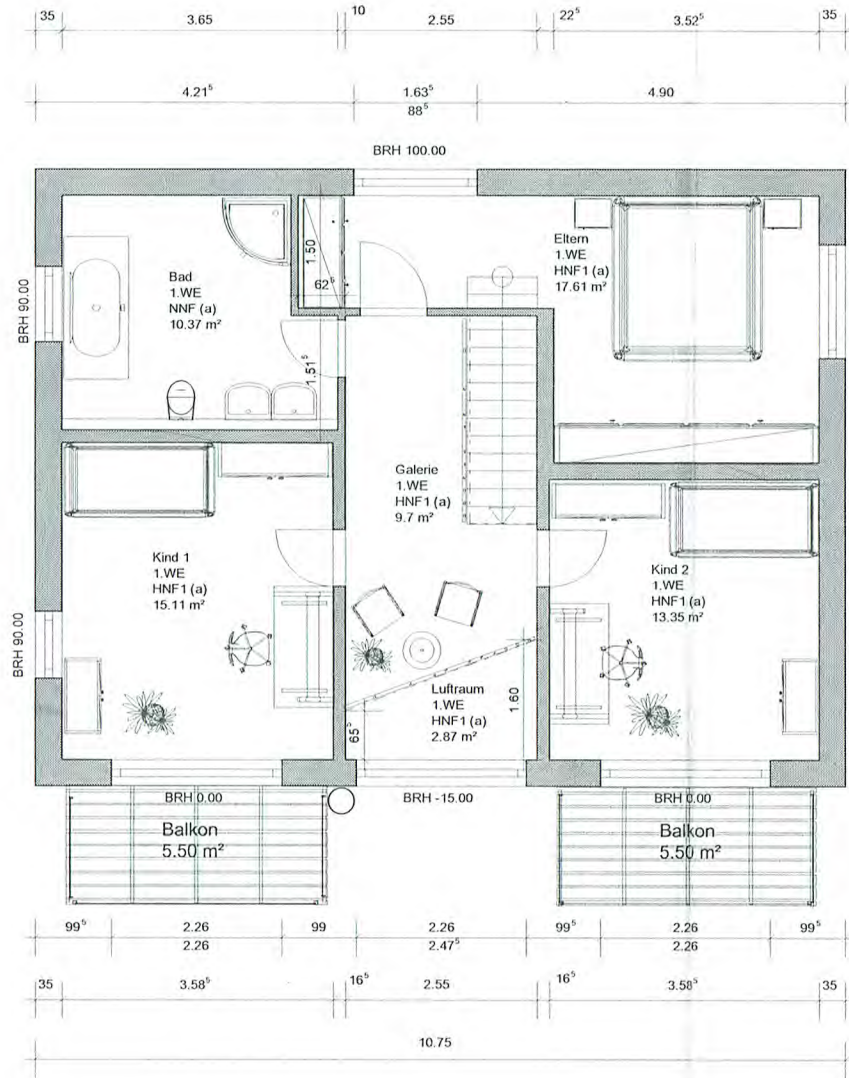 35 3.65 10 2.55 22⁵ 3.52⁵ 35
4.21⁵ 1.63⁵ 4.90
88⁵
BRH 100.00
BRH 90.00
Bad
1.WE
NNF (a)
10.37 m²
1.50
62⁵
1.51⁵
Eltern
1.WE
HNF1 (a)
17.61 m²
Galerie
1.WE
HNF1 (a)
9.7 m²
BRH 90.00
Kind 1
1.WE
HNF1 (a)
15.11 m²
Kind 2
1.WE
HNF1 (a)
13.35 m²
Luftraum
1.WE
HNF1 (a)
2.87 m²
65⁵
1.60
BRH 0.00
BRH -15.00
BRH 0.00
Balkon
5.50 m²
Balkon
5.50 m²
99⁵ 2.26 99 2.26 99⁵ 2.26 99⁵
2.26 2.47⁵ 2.26
35 3.58⁵ 16⁵ 2.55 16⁵ 3.58⁵ 35
10.75